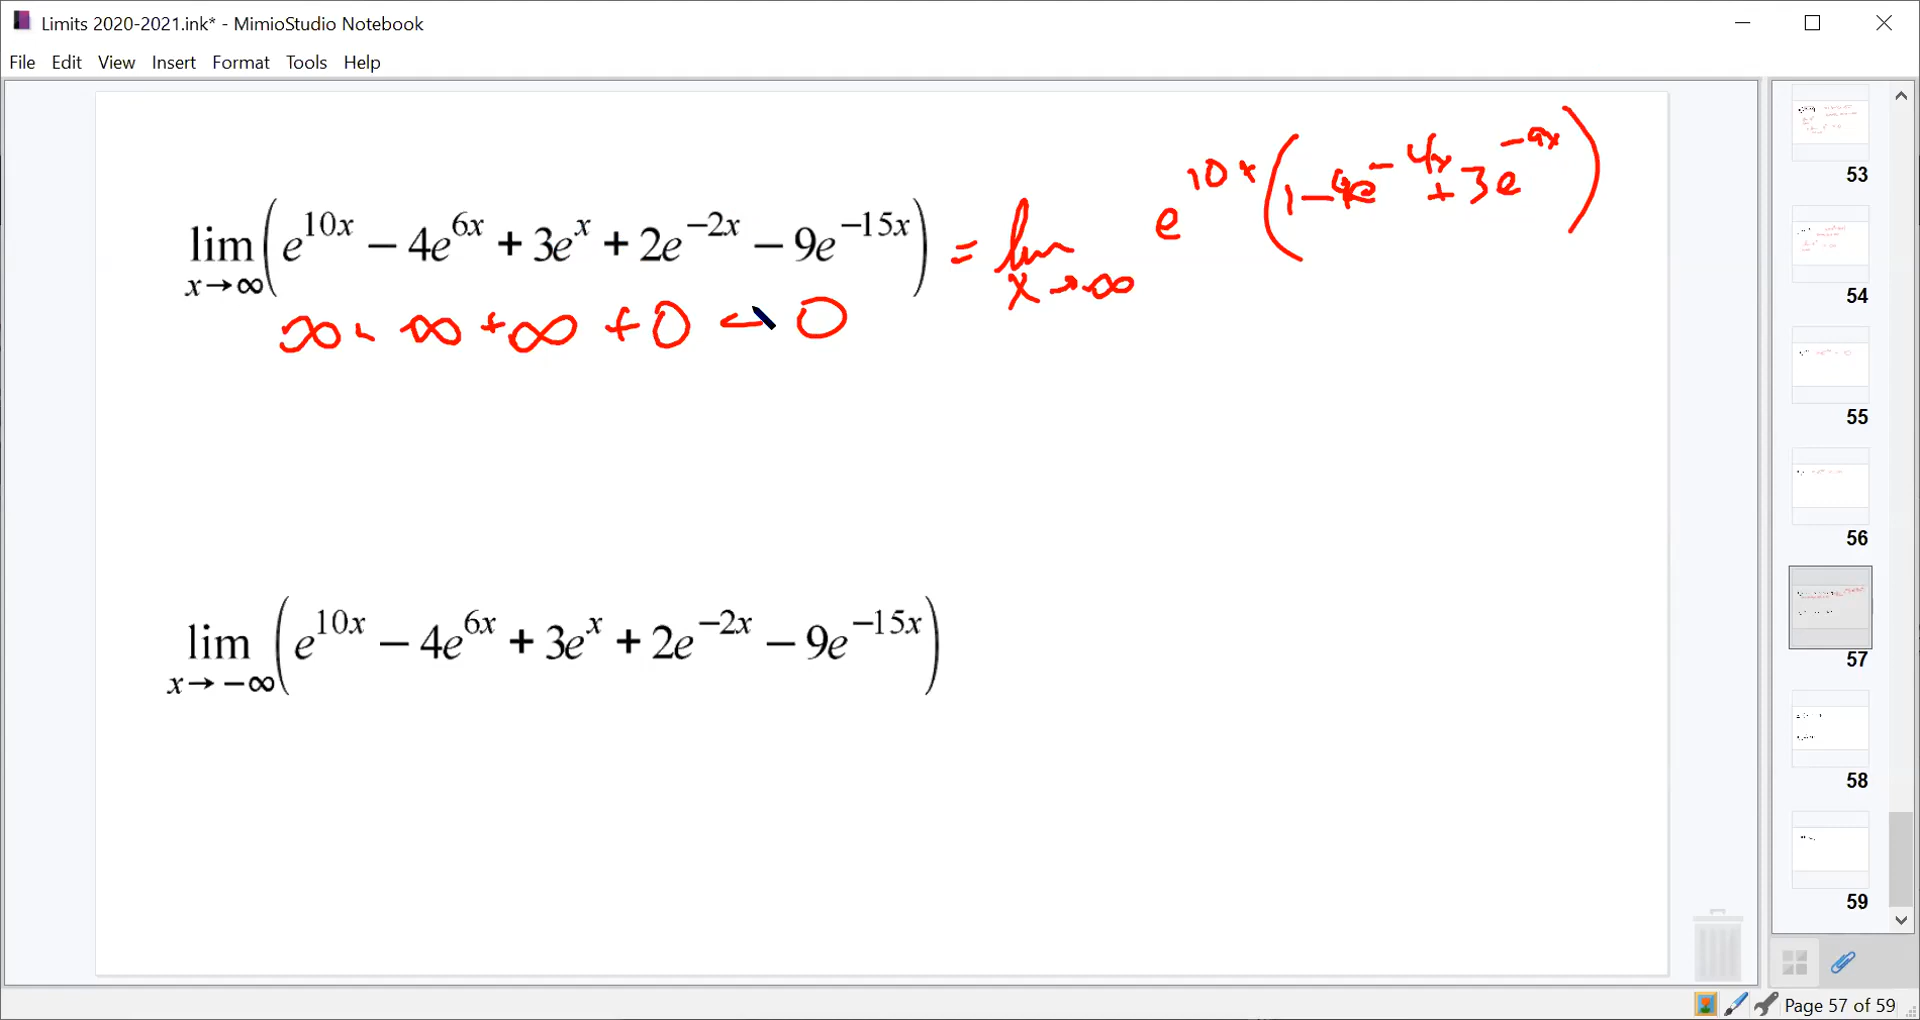 Limits 2020-2021.ink* - MimioStudio Notebook
File Edit View Insert Format Tools Help
lim x→∞ (e^{10x} − 4e^{6x} + 3e^{x} + 2e^{−2x} − 9e^{−15x}) = lim x→∞ e^{10x}(1 − 4e^{−4x} + 3e^{−9x})
∞ - ∞ + ∞ + 0 - 0
lim x→−∞ (e^{10x} − 4e^{6x} + 3e^{x} + 2e^{−2x} − 9e^{−15x})
53
54
55
56
57
58
59
Page 57 of 59